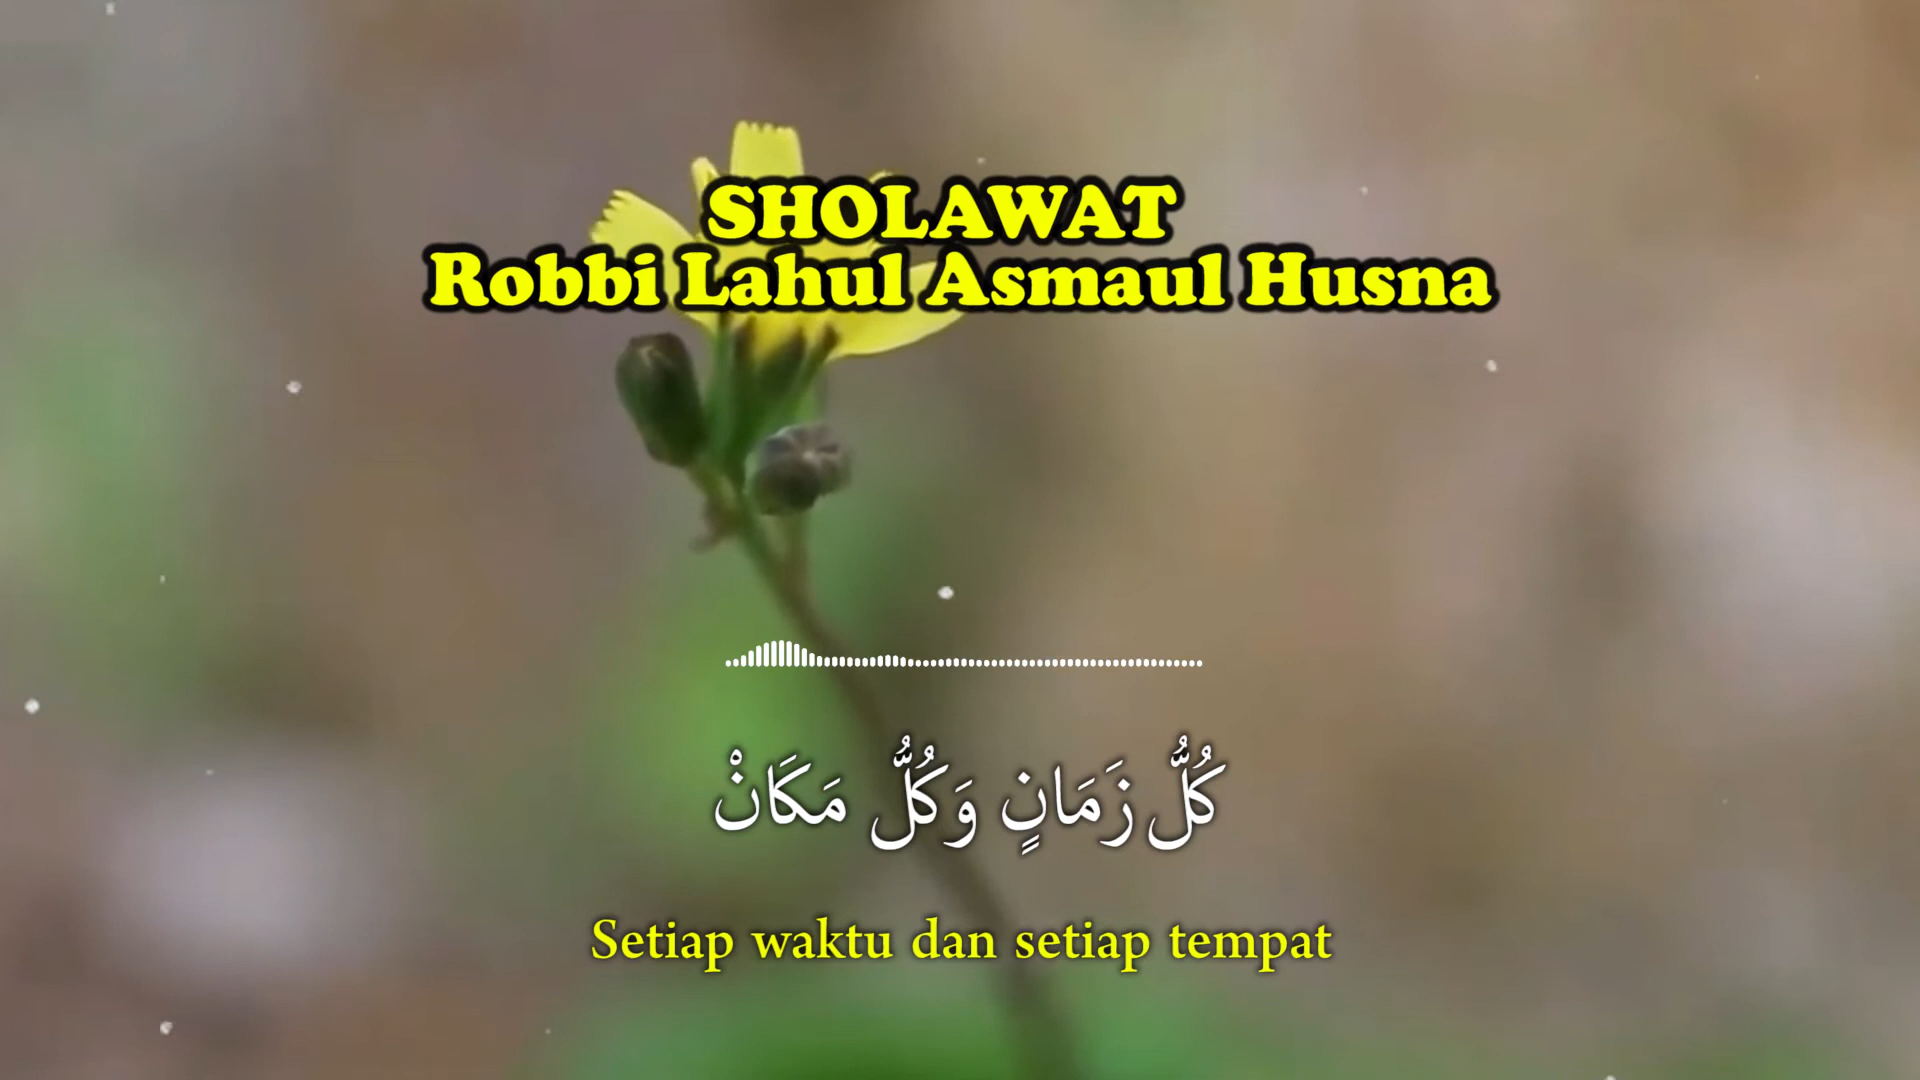 SHOLAWAT
Robbi Lahul Asmaul Husna
كُلُّ زَمَانٍ وَكُلُّ مَكَانْ
Setiap waktu dan setiap tempat